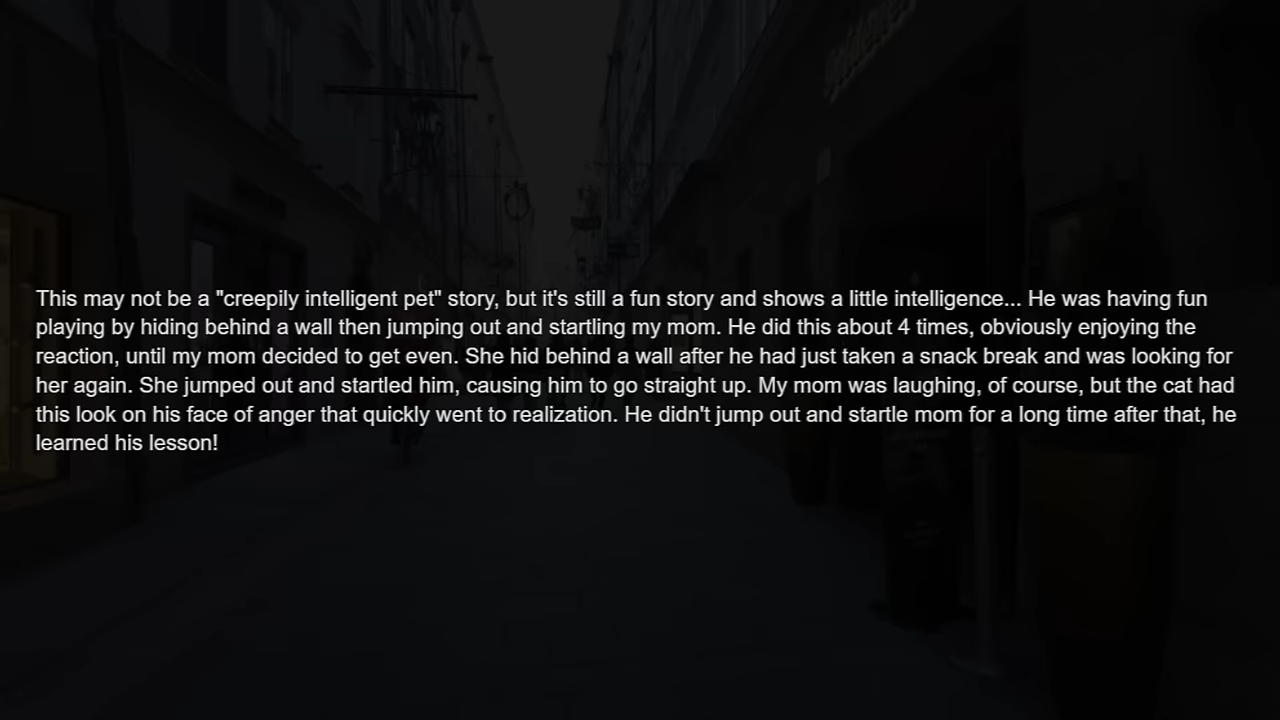 This may not be a "creepily intelligent pet" story, but it's still a fun story and shows a little intelligence... He was having fun
playing by hiding behind a wall then jumping out and startling my mom. He did this about 4 times, obviously enjoying the
reaction, until my mom decided to get even. She hid behind a wall after he had just taken a snack break and was looking for
her again. She jumped out and startled him, causing him to go straight up. My mom was laughing, of course, but the cat had
this look on his face of anger that quickly went to realization. He didn't jump out and startle mom for a long time after that, he
learned his lesson!